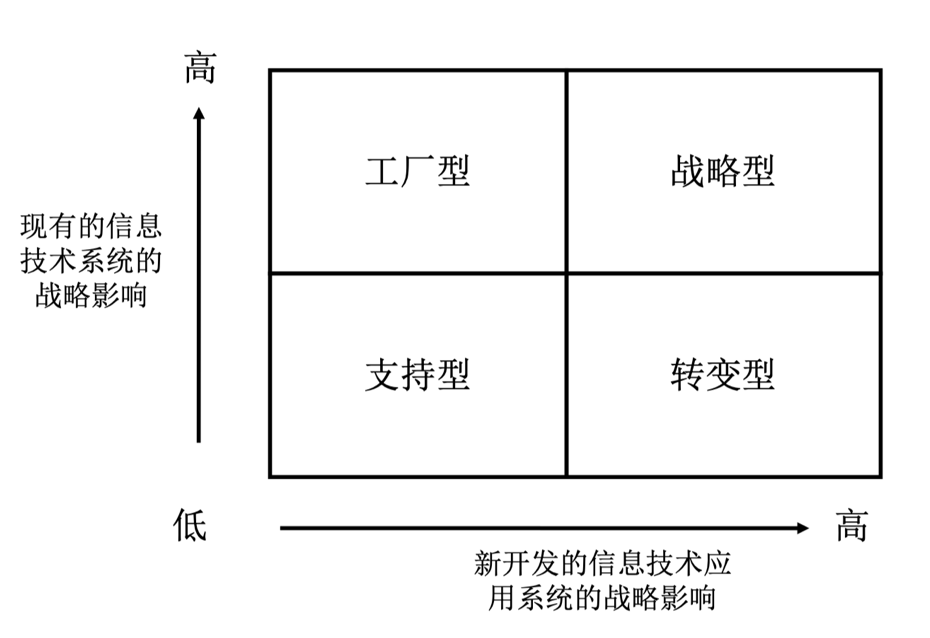 高
工厂型
战略型
现有的信息
技术系统的
战略影响
支持型
转变型
低
高
新开发的信息技术应
用系统的战略影响